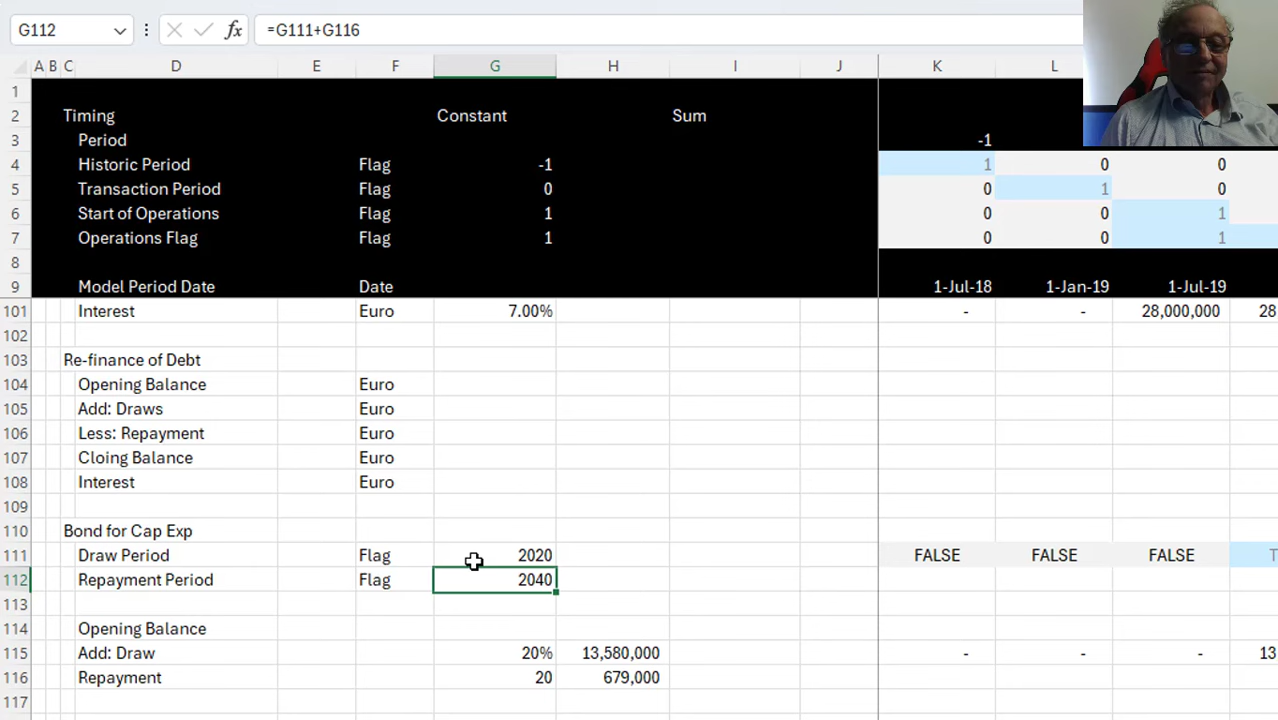 G112 fx =G111+G116
A B C D E F G H I J K L
1
2 Timing Constant Sum
3 Period -1
4 Historic Period Flag -1 1 0 0
5 Transaction Period Flag 0 0 1 0
6 Start of Operations Flag 1 0 0 1
7 Operations Flag Flag 1 0 0 1
8
9 Model Period Date Date 1-Jul-18 1-Jan-19 1-Jul-19
101 Interest Euro 7.00% - - 28,000,000 28
102
103 Re-finance of Debt
104 Opening Balance Euro
105 Add: Draws Euro
106 Less: Repayment Euro
107 Cloing Balance Euro
108 Interest Euro
109
110 Bond for Cap Exp
111 Draw Period Flag 2020 FALSE FALSE FALSE T
112 Repayment Period Flag 2040
113
114 Opening Balance
115 Add: Draw 20% 13,580,000 - - - 13
116 Repayment 20 679,000
117